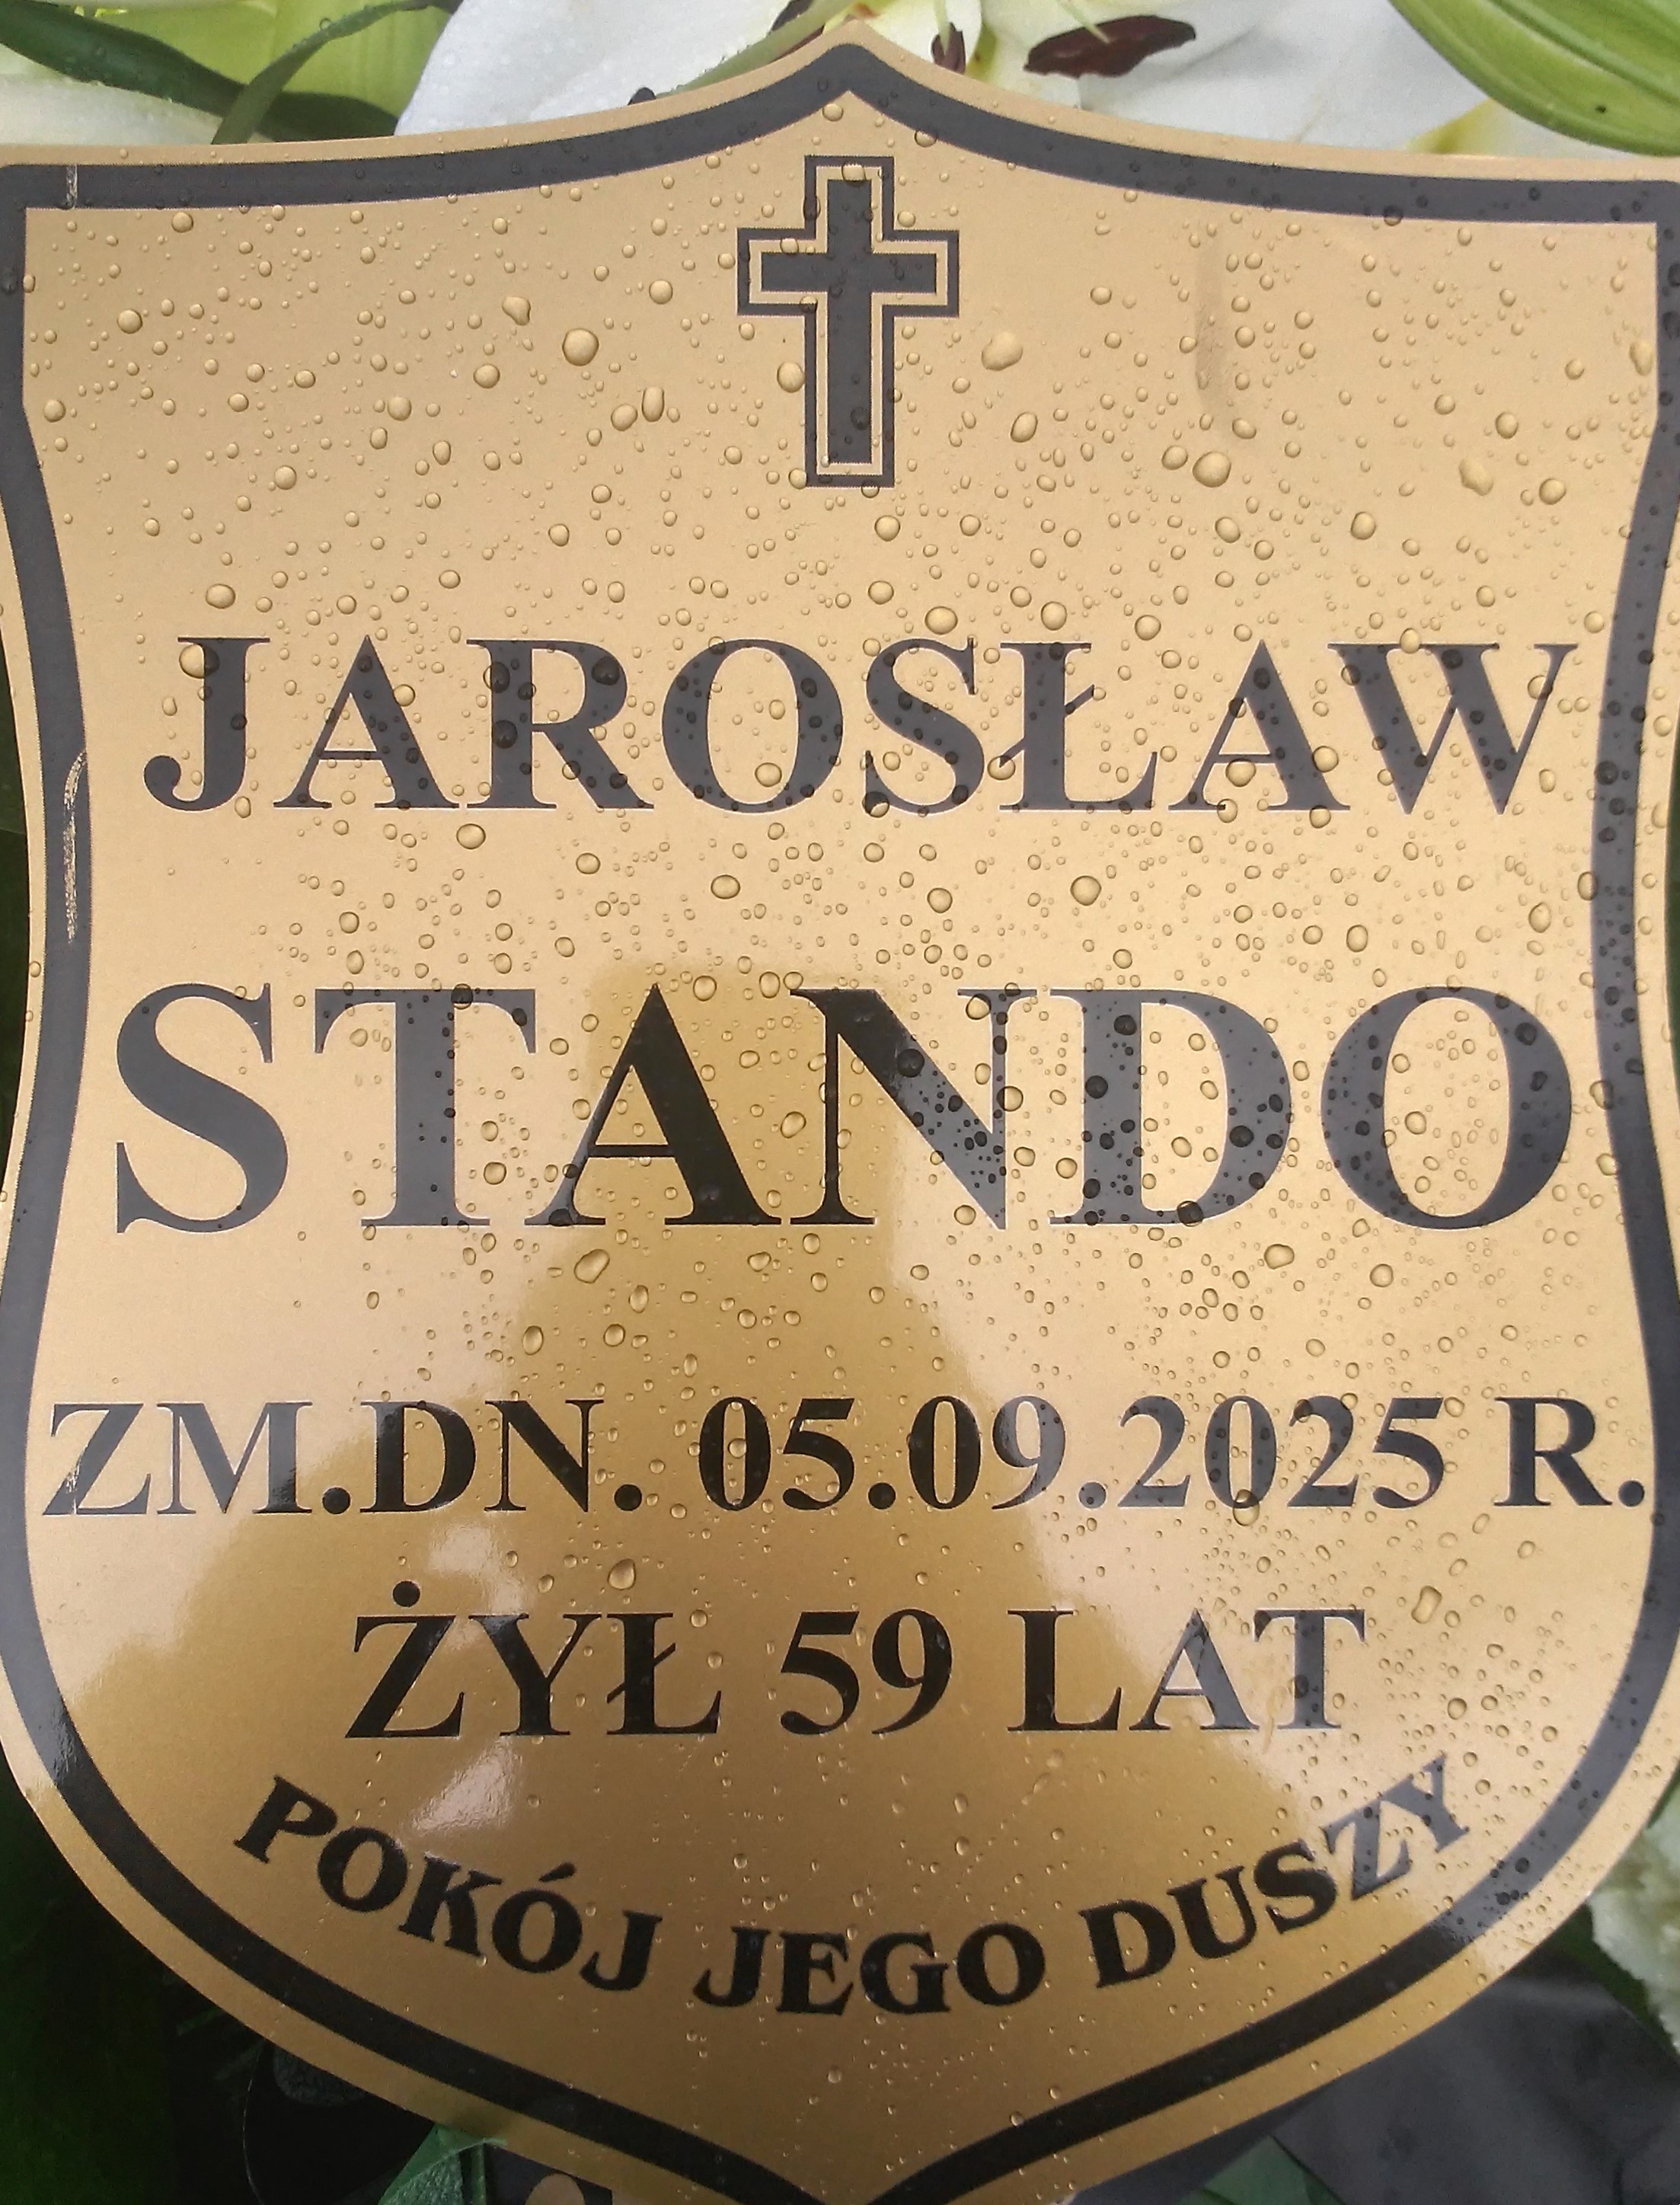 JAROSŁAW
STANDO
ZM.DN. 05.09.2025 R.
ŻYŁ 59 LAT
POKÓJ JEGO DUSZY